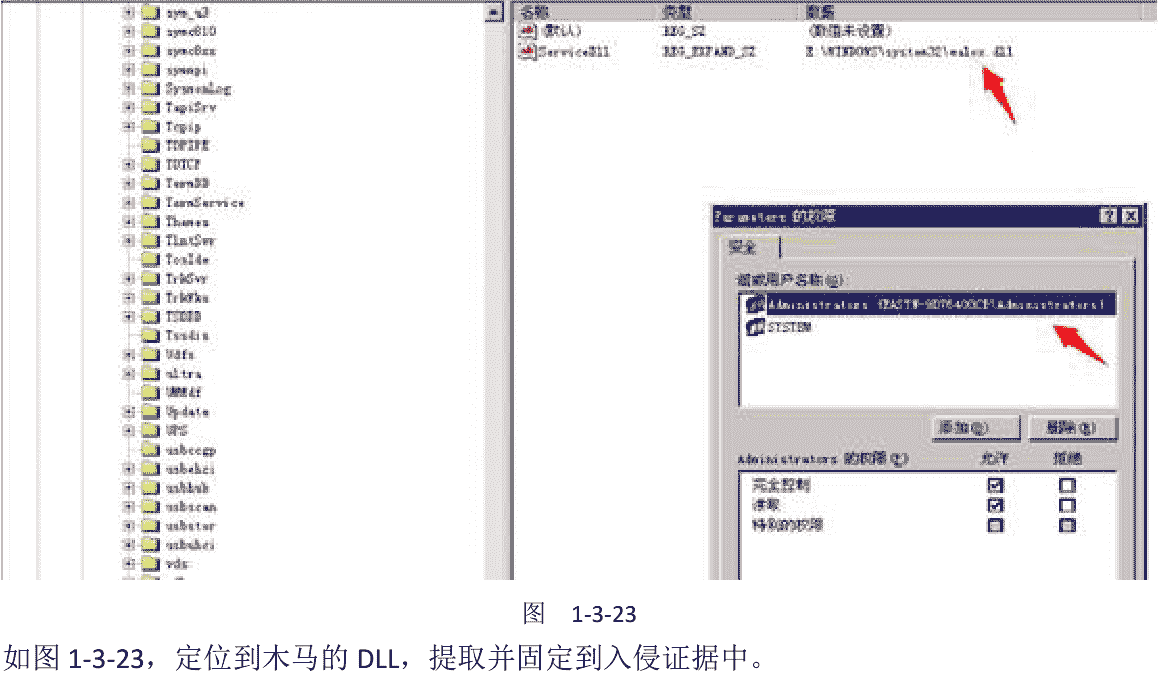 sym_u3
symc810
symc8xx
symmpi
SysmonLog
TapiSrv
Tcpip
TDPIPE
TDTCP
TermDD
TermService
Themes
TlntSvr
TosIde
TrkSvr
TrkWks
TSDDD
Udfs
ultra
Update
UPS
usbccgp
usbehci
usbhub
usbscan
usbstor
usbuhci
vds
名称 类型 数据
(默认) REG_SZ (数值未设置)
ServiceDll REG_EXPAND_SZ \WINDOWS\system32\
Parameters 的权限
安全
组或用户名称(G):
Administrators
SYSTEM
添加(D)... 删除(R)
Administrators 的权限(P) 允许 拒绝
完全控制
读取
特别的权限
图 1-3-23
如图 1-3-23，定位到木马的 DLL，提取并固定到入侵证据中。